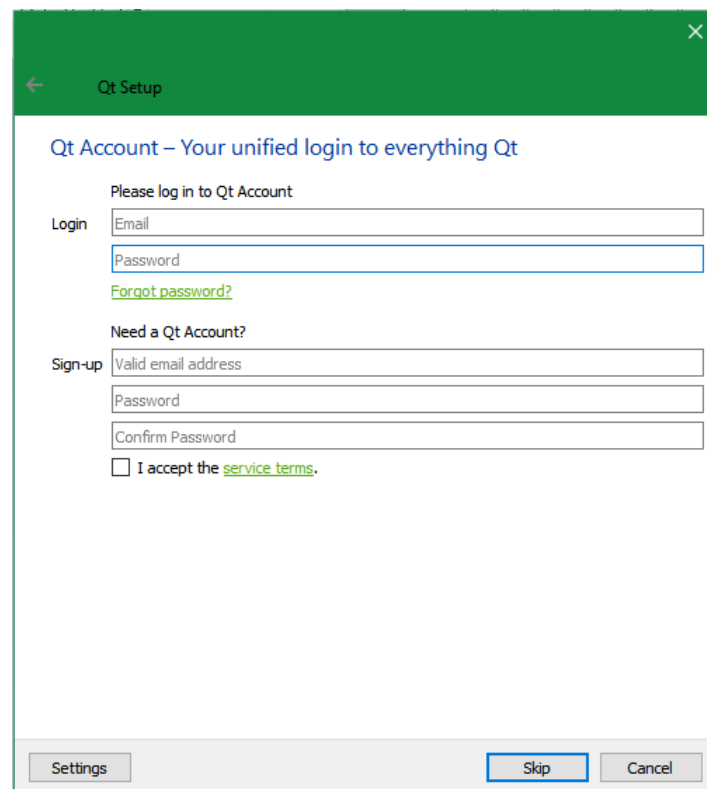 Qt Setup
Qt Account – Your unified login to everything Qt
Please log in to Qt Account
Login Email
Password
Forgot password?
Need a Qt Account?
Sign-up Valid email address
Password
Confirm Password
I accept the service terms.
Settings Skip Cancel